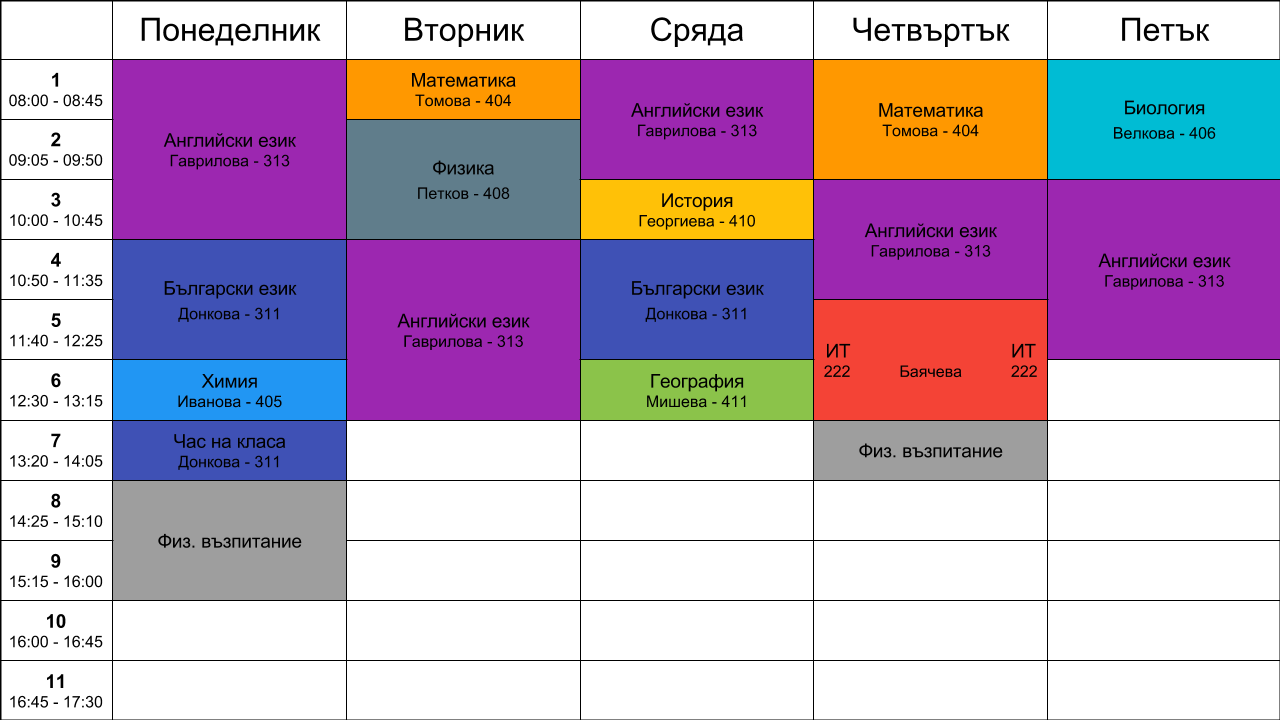 Понеделник Вторник Сряда Четвъртък Петък
1
08:00 - 08:45
Математика
Томова - 404
Английски език
Гаврилова - 313
Математика
Томова - 404
Биология
Велкова - 406
2
09:05 - 09:50
Английски език
Гаврилова - 313
Физика
Петков - 408
3
10:00 - 10:45
История
Георгиева - 410
Английски език
Гаврилова - 313
4
10:50 - 11:35
Български език
Донкова - 311
Български език
Донкова - 311
Английски език
Гаврилова - 313
5
11:40 - 12:25
Английски език
Гаврилова - 313
ИТ ИТ
222 Баячева 222
6
12:30 - 13:15
Химия
Иванова - 405
География
Мишева - 411
7
13:20 - 14:05
Час на класа
Донкова - 311
Физ. възпитание
8
14:25 - 15:10
Физ. възпитание
9
15:15 - 16:00
10
16:00 - 16:45
11
16:45 - 17:30